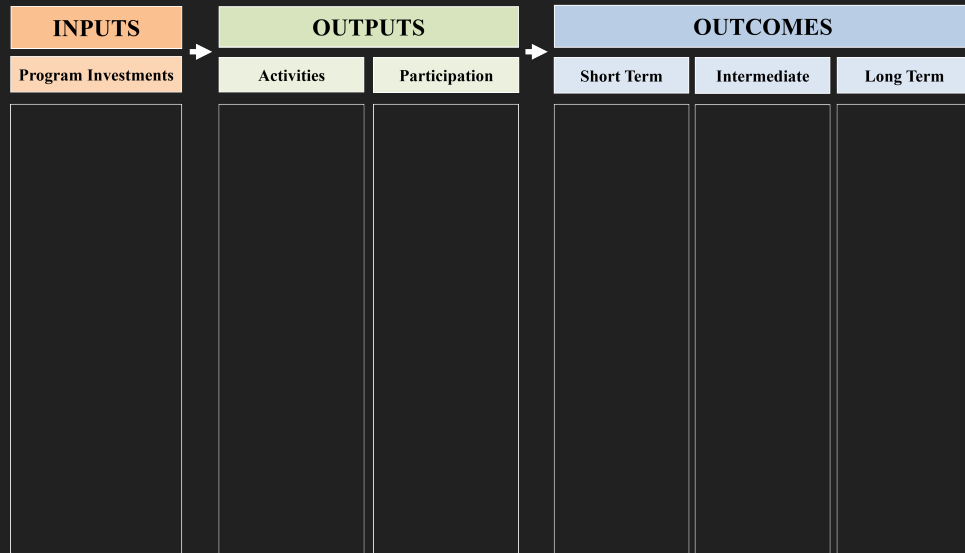 INPUTS
OUTPUTS
OUTCOMES
Program Investments
Activities
Participation
Short Term
Intermediate
Long Term